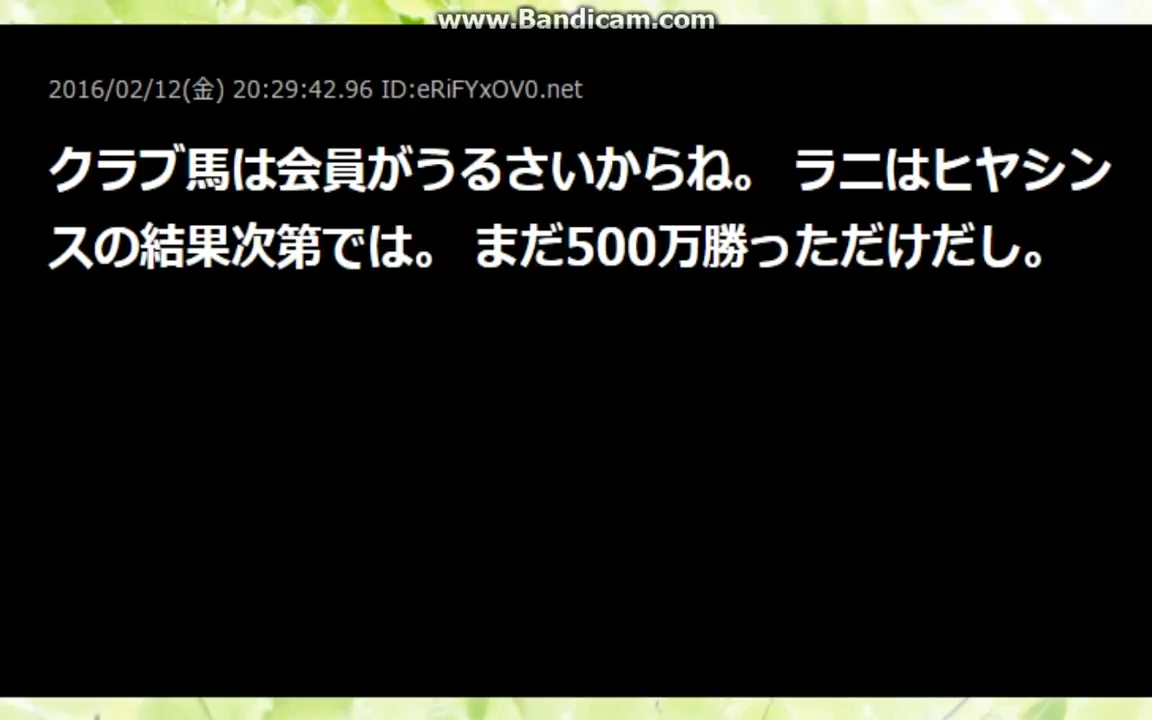 www.Bandicam.com
2016/02/12(金) 20:29:42.96 ID:eRiFYxOV0.net
クラブ馬は会員がうるさいからね。 ラニはヒヤシン
スの結果次第では。 まだ500万勝っただけだし。